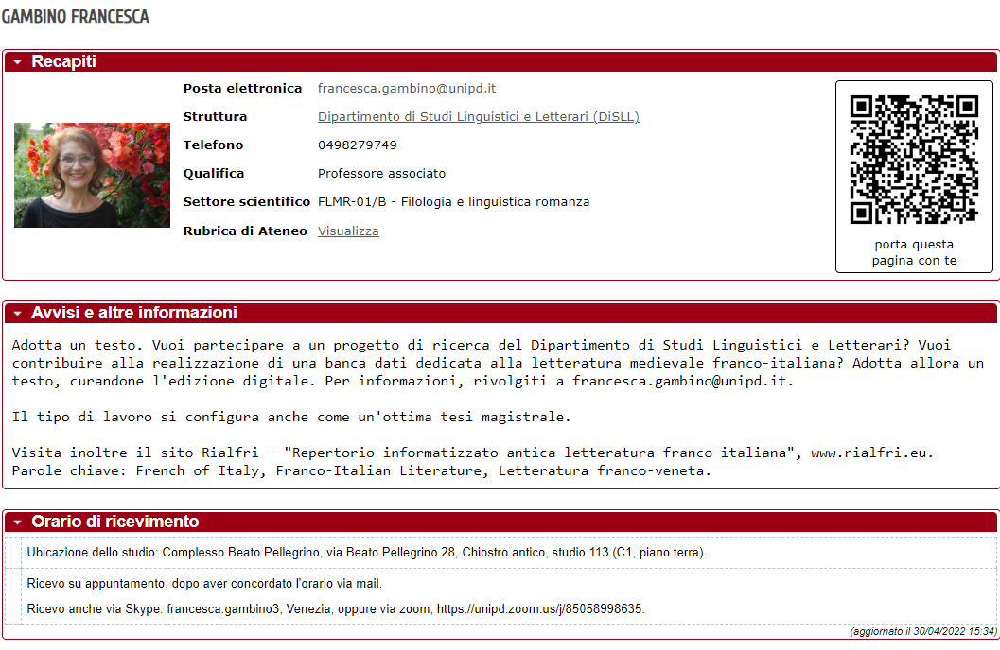 GAMBINO FRANCESCA
Recapiti
Posta elettronica francesca.gambino@unipd.it
Struttura Dipartimento di Studi Linguistici e Letterari (DiSLL)
Telefono 0498279749
Qualifica Professore associato
Settore scientifico FLMR-01/B - Filologia e linguistica romanza
Rubrica di Ateneo Visualizza
porta questa
pagina con te
Avvisi e altre informazioni
Adotta un testo. Vuoi partecipare a un progetto di ricerca del Dipartimento di Studi Linguistici e Letterari? Vuoi
contribuire alla realizzazione di una banca dati dedicata alla letteratura medievale franco-italiana? Adotta allora un
testo, curandone l'edizione digitale. Per informazioni, rivolgiti a francesca.gambino@unipd.it.
Il tipo di lavoro si configura anche come un'ottima tesi magistrale.
Visita inoltre il sito Rialfri - "Repertorio informatizzato antica letteratura franco-italiana", www.rialfri.eu.
Parole chiave: French of Italy, Franco-Italian Literature, Letteratura franco-veneta.
Orario di ricevimento
Ubicazione dello studio: Complesso Beato Pellegrino, via Beato Pellegrino 28, Chiostro antico, studio 113 (C1, piano terra).
Ricevo su appuntamento, dopo aver concordato l'orario via mail.
Ricevo anche via Skype: francesca.gambino3, Venezia, oppure via zoom, https://unipd.zoom.us/j/85058998635.
(aggiornato il 30/04/2022 15:34)